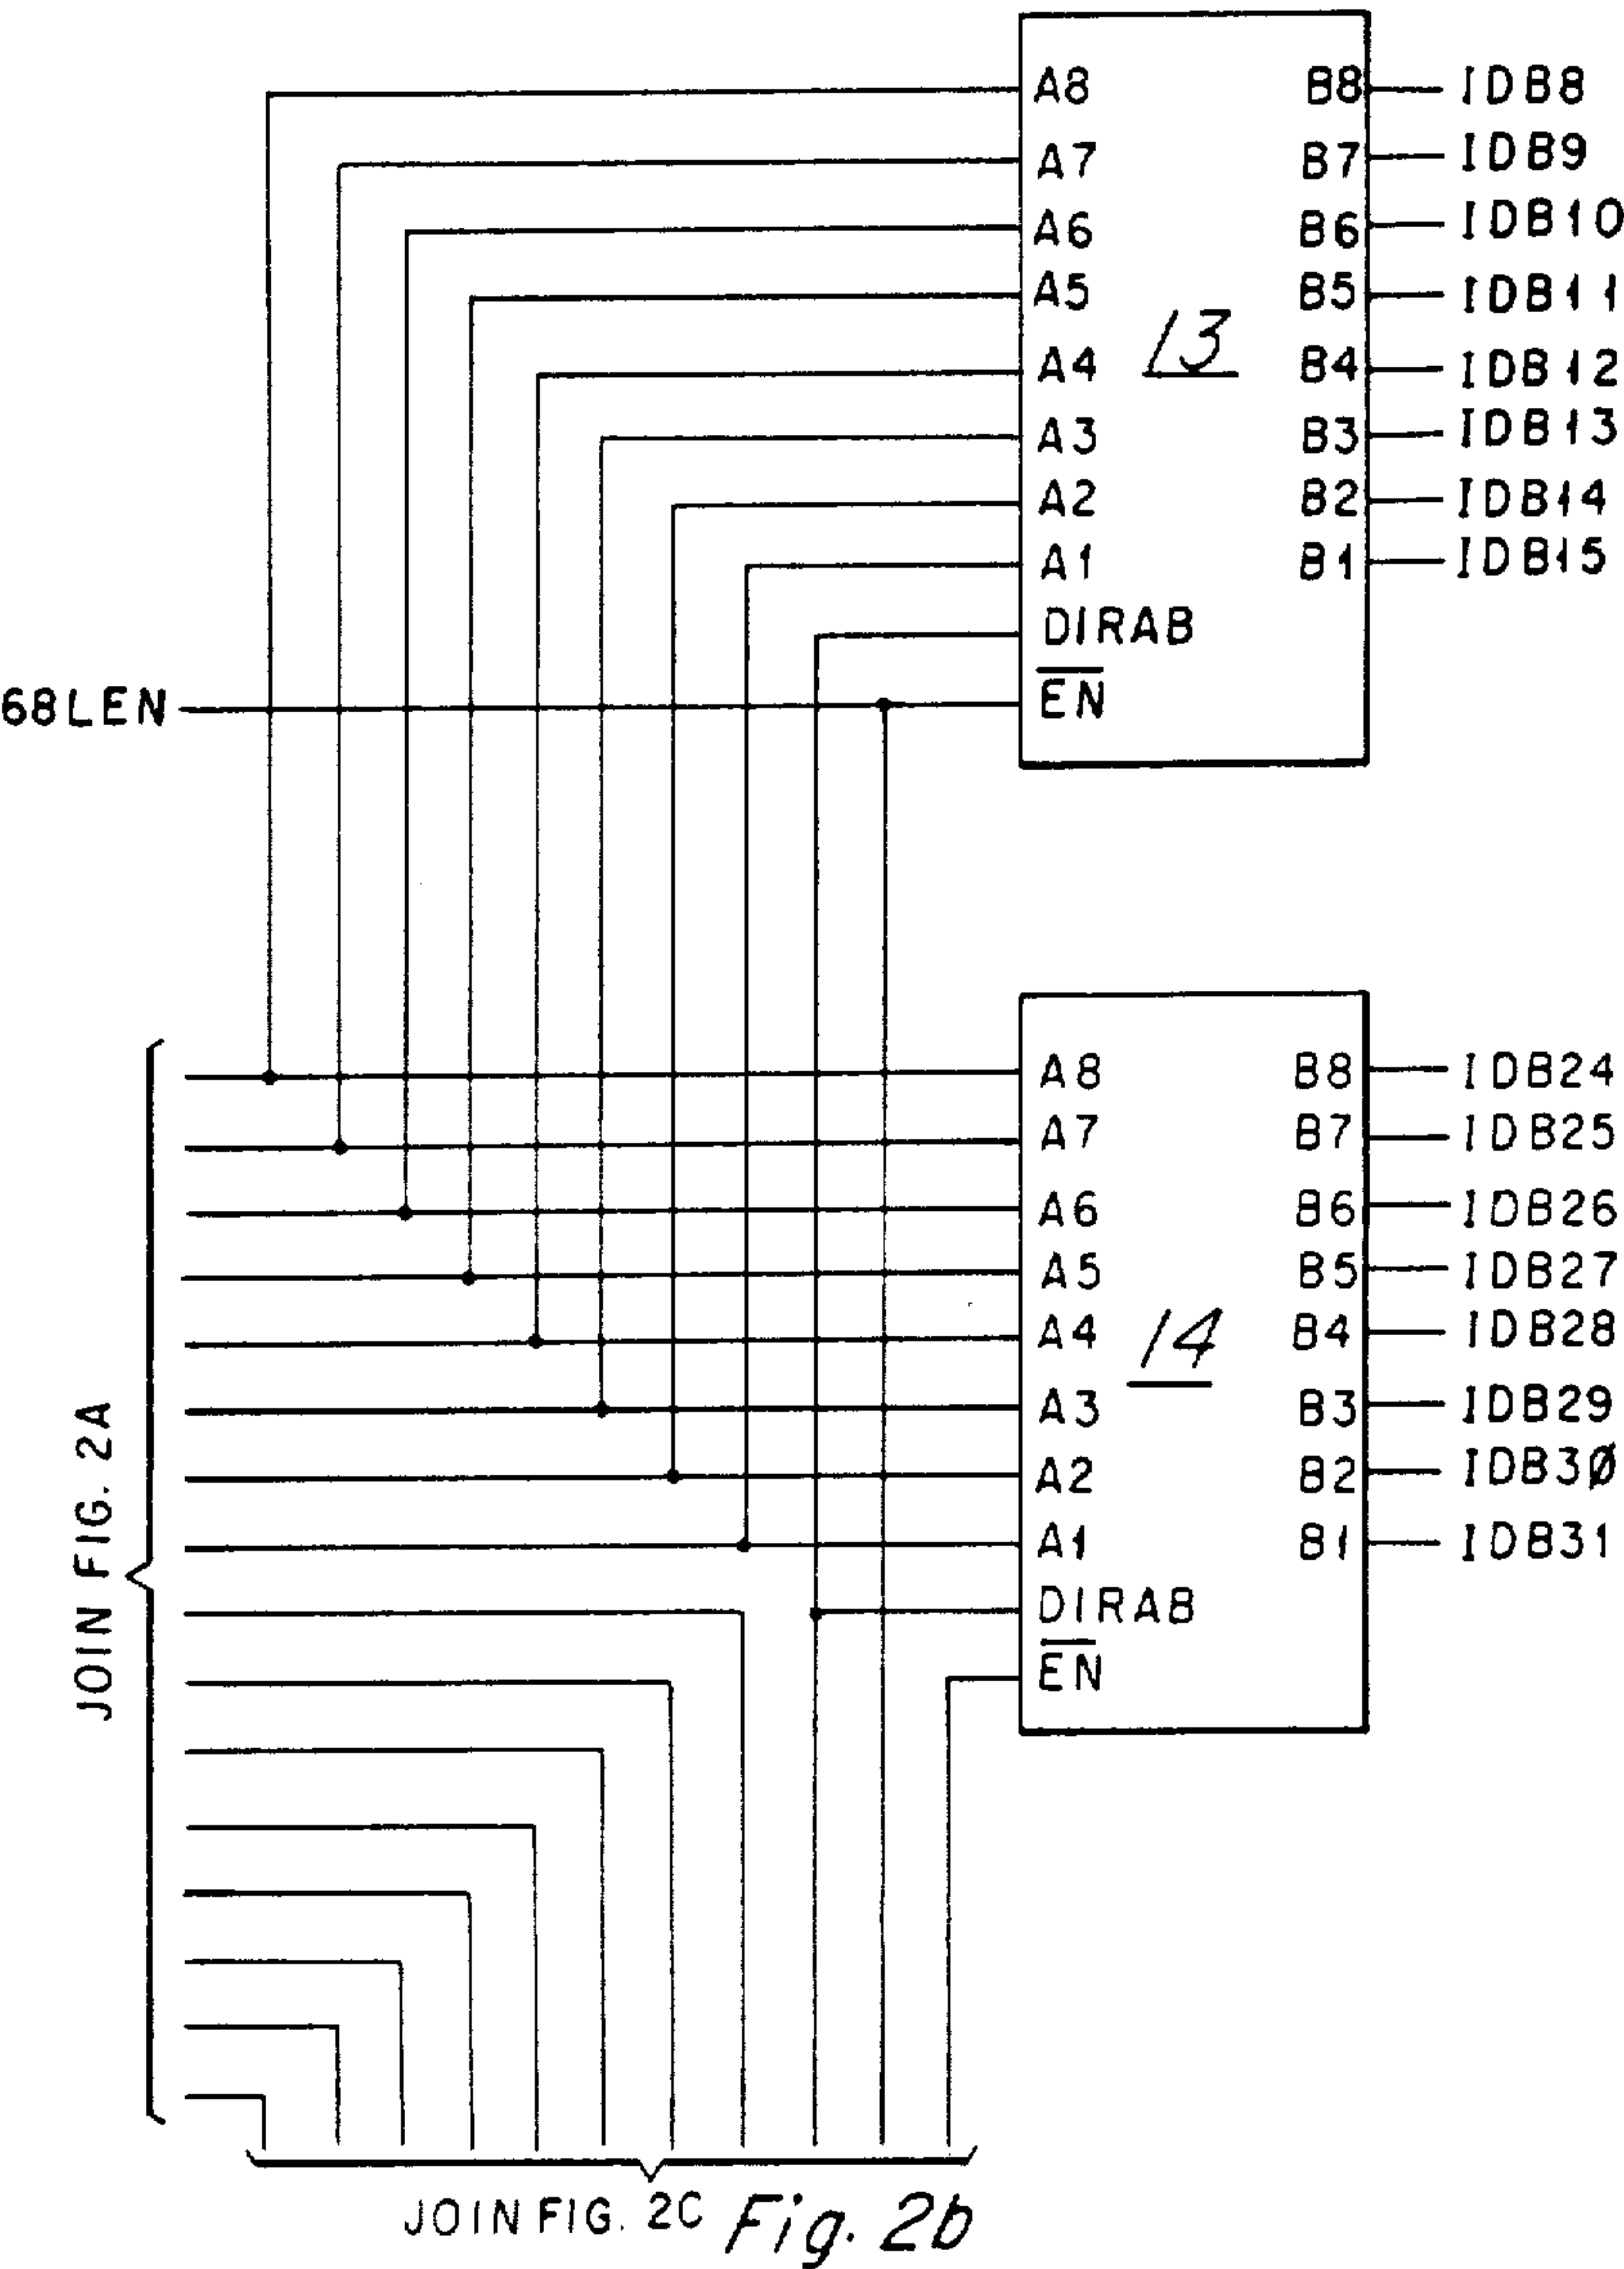 A8 B8 IDB8
A7 B7 IDB9
A6 B6 IDB10
A5 B5 IDB11
13
A4 B4 IDB12
A3 B3 IDB13
A2 B2 IDB14
A1 B1 IDB15
DIRAB
68LEN EN
A8 B8 IDB24
A7 B7 IDB25
A6 B6 IDB26
A5 B5 IDB27
14
A4 B4 IDB28
A3 B3 IDB29
A2 B2 IDB3Ø
A1 B1 IDB31
DIRAB
EN
JOIN FIG. 2A
JOIN FIG. 2C
Fig. 2b